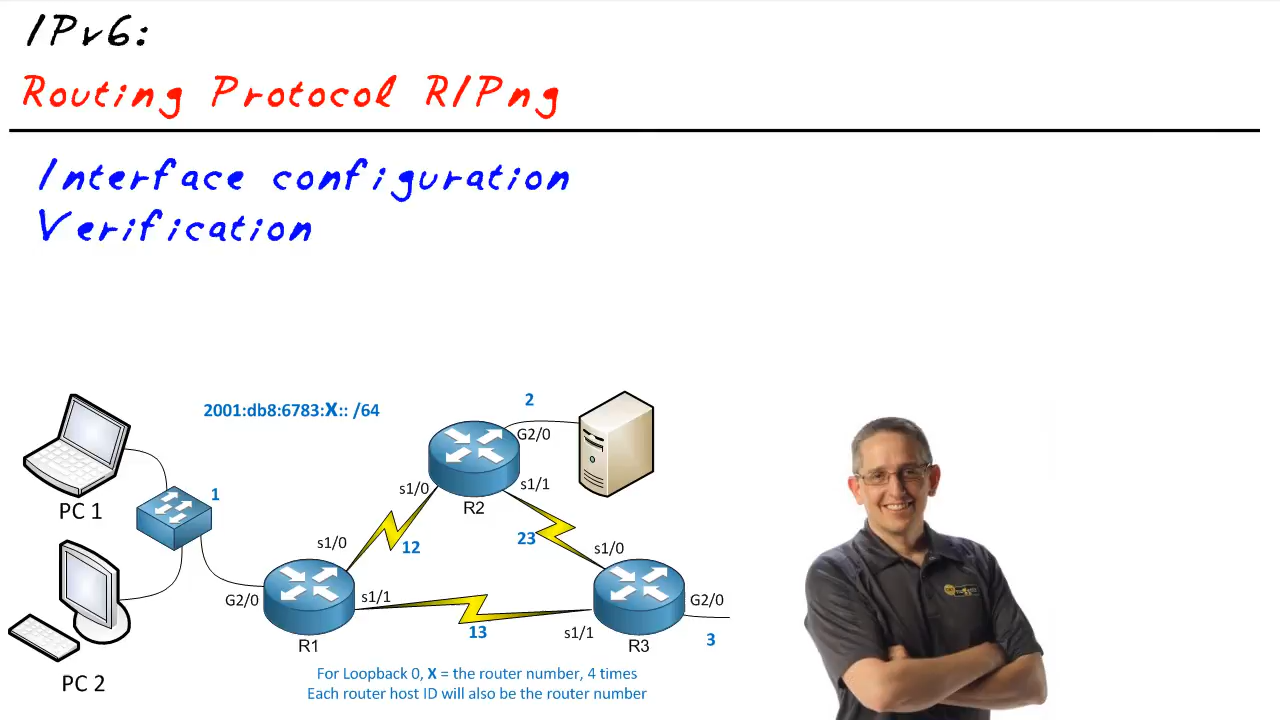 IPv6:
Routing Protocol RIPng
Interface configuration
Verification
2001:db8:6783:X:: /64
2
G2/0
PC 1
1
s1/0
s1/1
R2
s1/0
12
23
s1/0
G2/0
s1/1
G2/0
R1
13
s1/1
R3
3
PC 2
For Loopback 0, X = the router number, 4 times
Each router host ID will also be the router number